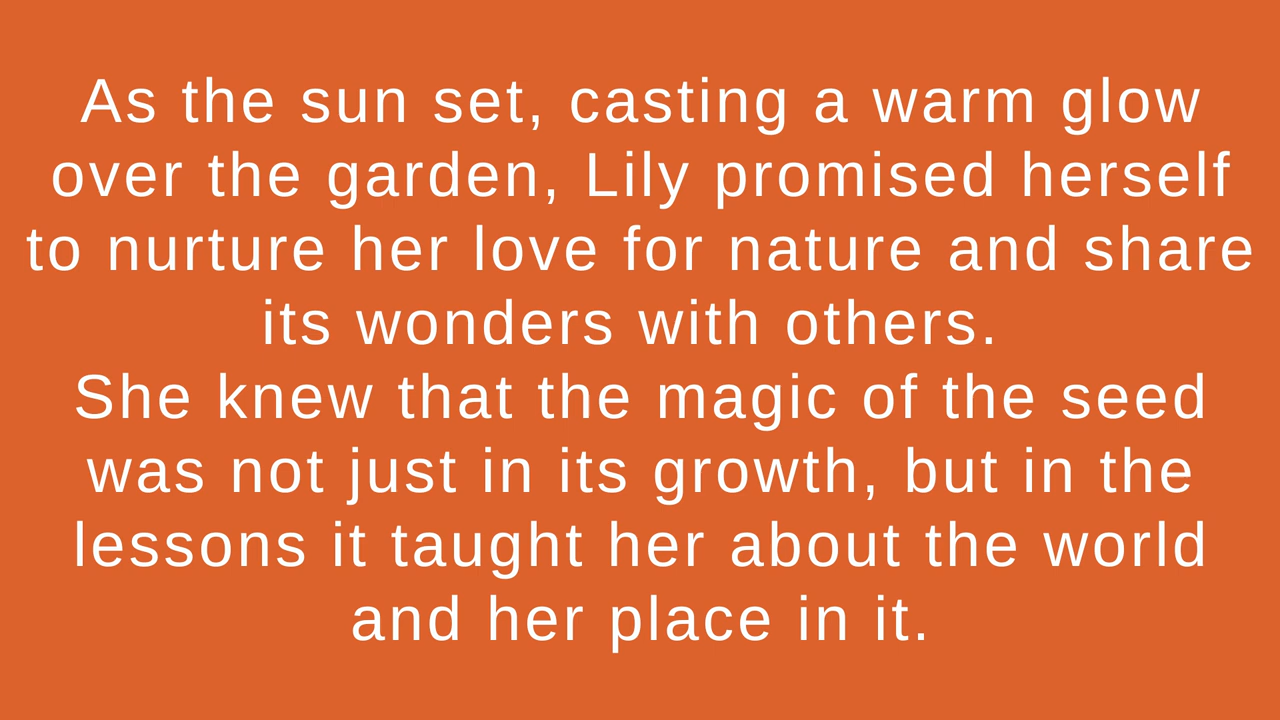 As the sun set, casting a warm glow
over the garden, Lily promised herself
to nurture her love for nature and share
its wonders with others.
She knew that the magic of the seed
was not just in its growth, but in the
lessons it taught her about the world
and her place in it.